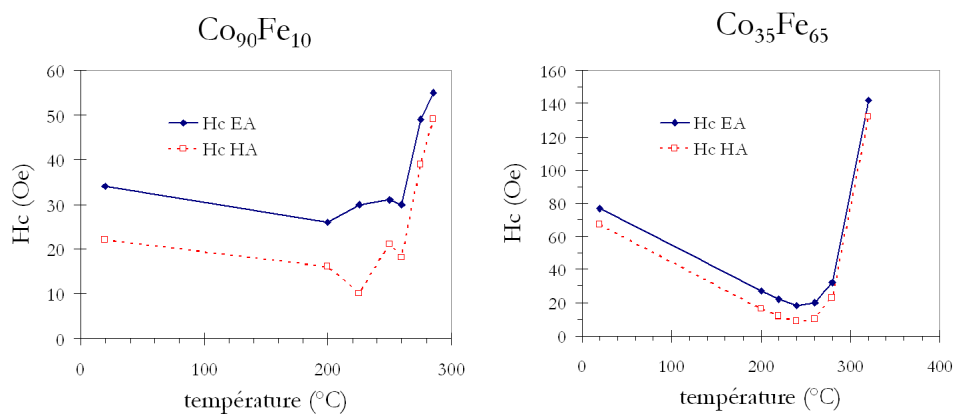 Co₉₀Fe₁₀
60
50
40
30
20
10
0
Hc (Oe)
Hc EA
Hc HA
0 100 200 300
température (°C)
Co₃₅Fe₆₅
160
140
120
100
80
60
40
20
0
Hc (Oe)
Hc EA
Hc HA
0 100 200 300 400
température (°C)